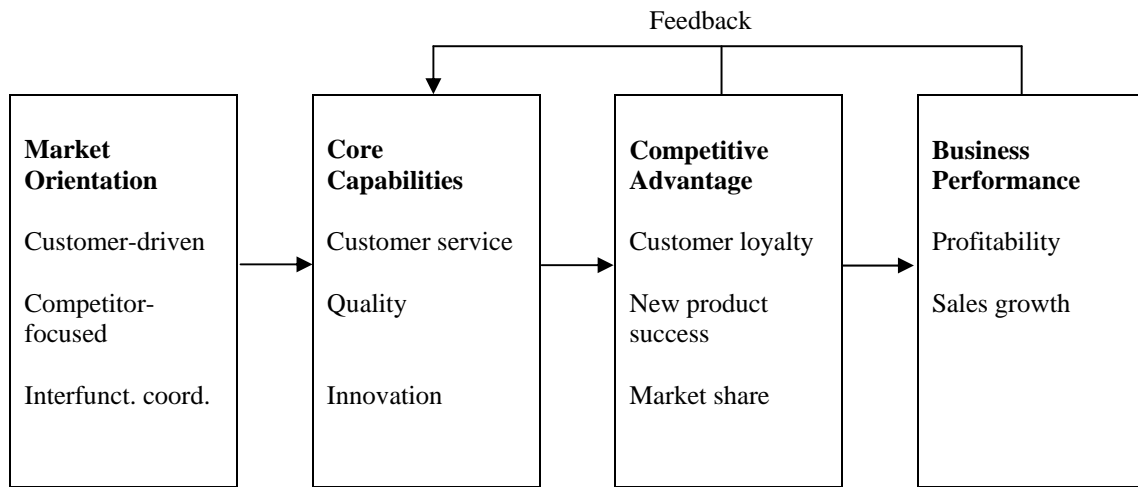 Feedback
Market
Orientation
Customer-driven
Competitor-
focused
Interfunct. coord.
Core
Capabilities
Customer service
Quality
Innovation
Competitive
Advantage
Customer loyalty
New product
success
Market share
Business
Performance
Profitability
Sales growth